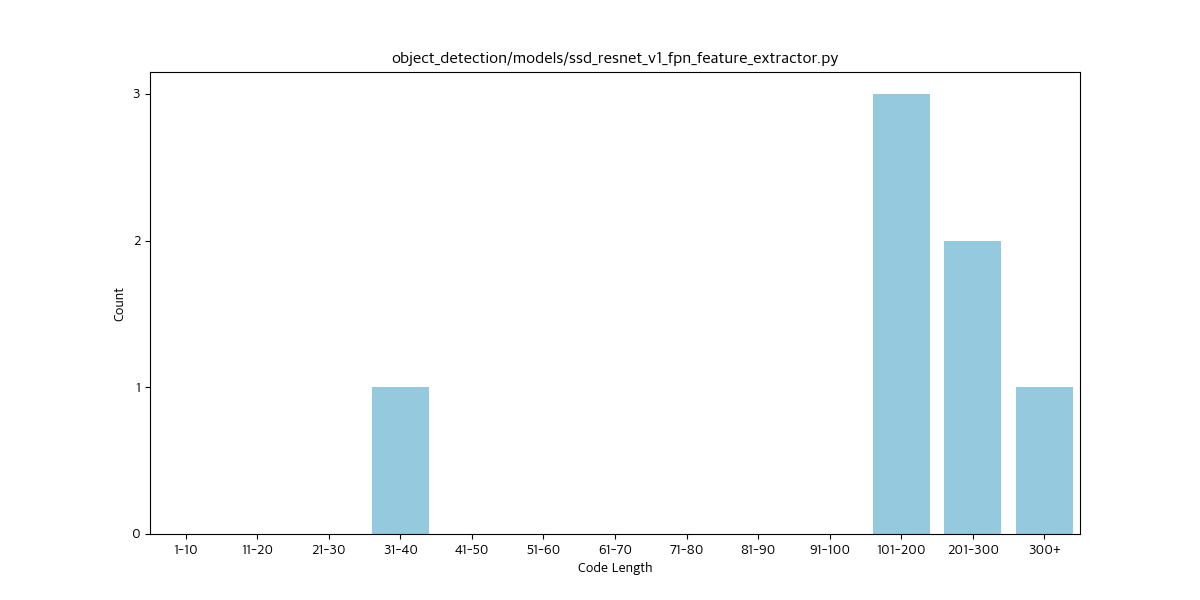 object_detection/models/ssd_resnet_v1_fpn_feature_extractor.py
3
2
1
0
Count
1-10 11-20 21-30 31-40 41-50 51-60 61-70 71-80 81-90 91-100 101-200 201-300 300+
Code Length